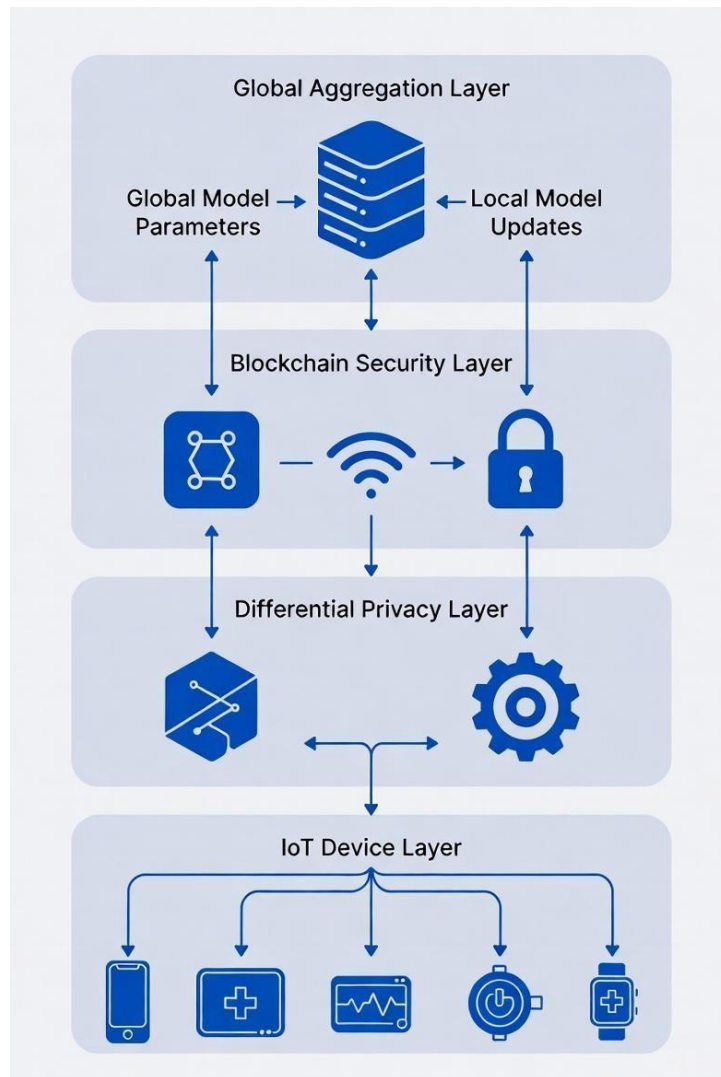 Global Aggregation Layer
Global Model
Parameters
Local Model
Updates
Blockchain Security Layer
Differential Privacy Layer
IoT Device Layer